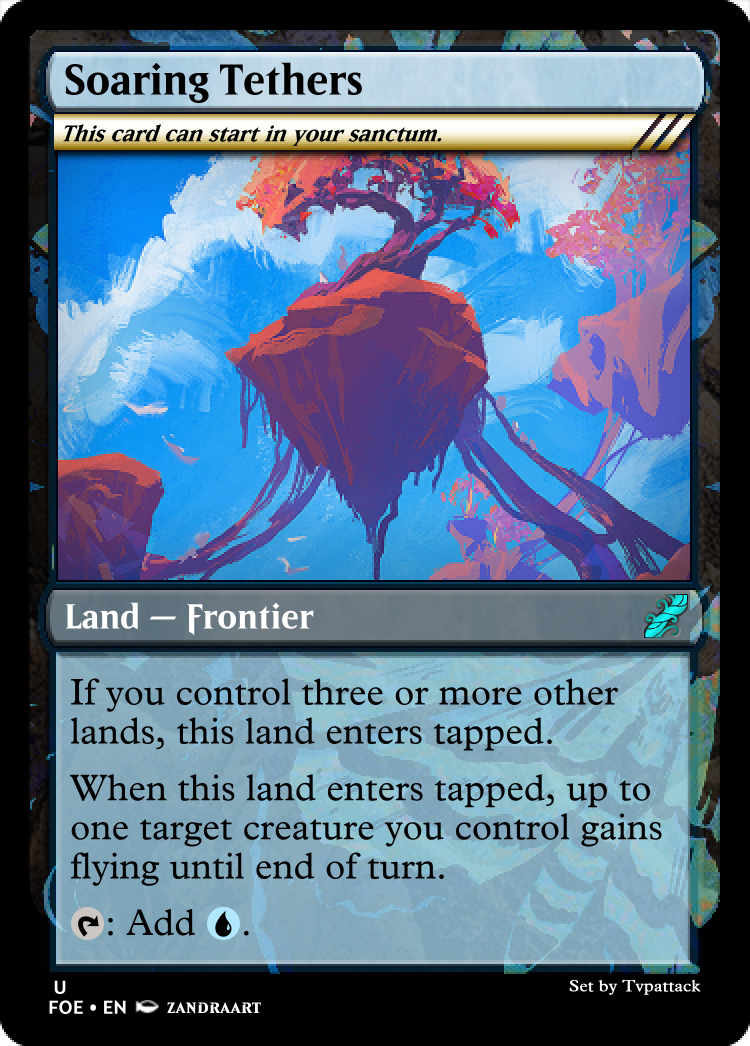 Soaring Tethers
This card can start in your sanctum.
Land — Frontier
If you control three or more other
lands, this land enters tapped.
When this land enters tapped, up to
one target creature you control gains
flying until end of turn.
: Add .
U
Set by Tvpattack
FOE • EN ZANDRAART